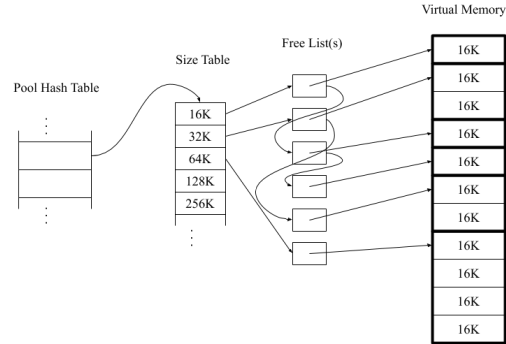 Virtual Memory
Free List(s)
Size Table
Pool Hash Table
16K
32K
64K
128K
256K
16K
16K
16K
16K
16K
16K
16K
16K
16K
16K
16K